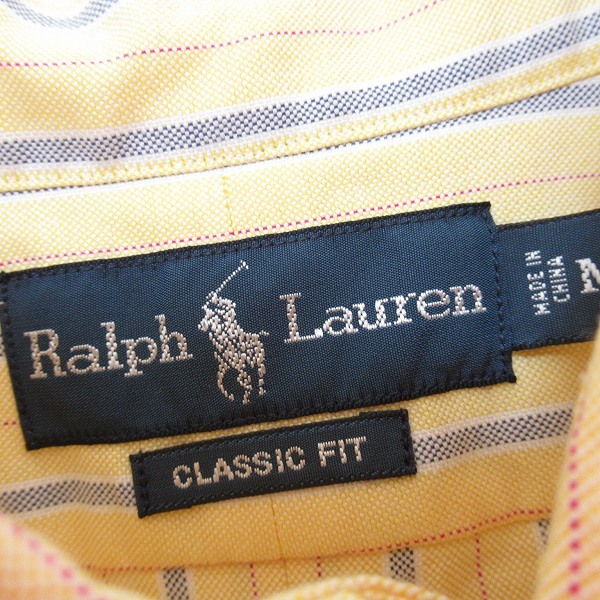 Ralph Lauren
MADE IN
CHINA
M
CLASSIC FIT